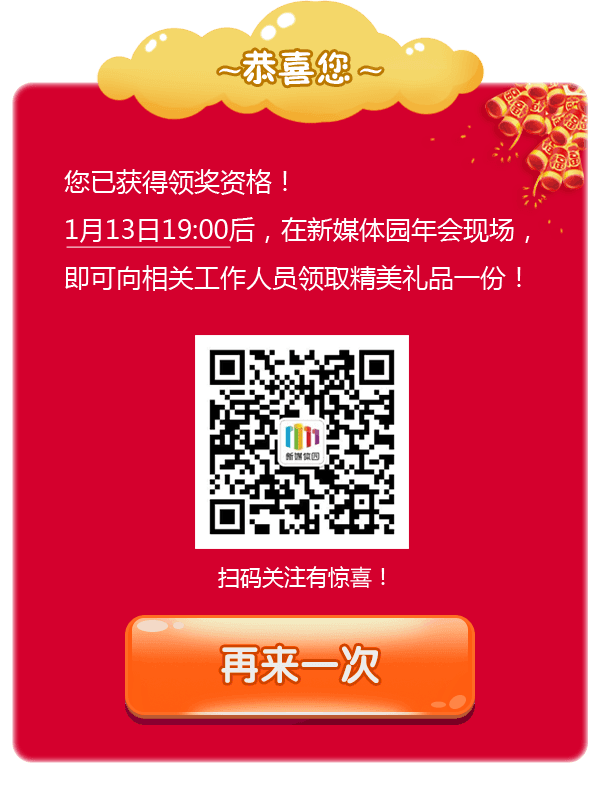 ~恭喜您~
您已获得领奖资格！
1月13日19:00后，在新媒体园年会现场，
即可向相关工作人员领取精美礼品一份！
新媒体园
扫码关注有惊喜！
再来一次